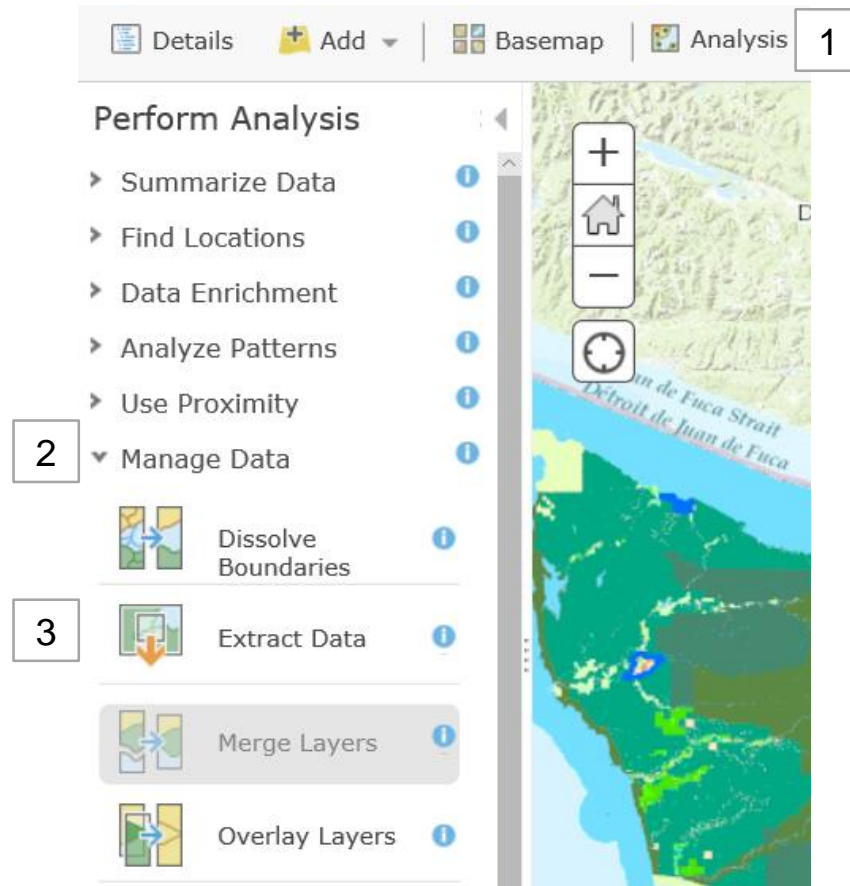 Details Add Basemap Analysis 1
Perform Analysis
Summarize Data
Find Locations
Data Enrichment
Analyze Patterns
Use Proximity
2 Manage Data
Dissolve
Boundaries
3 Extract Data
Merge Layers
Overlay Layers
+
−
D
an de Fuca Strait
Détroit de Juan de Fuca